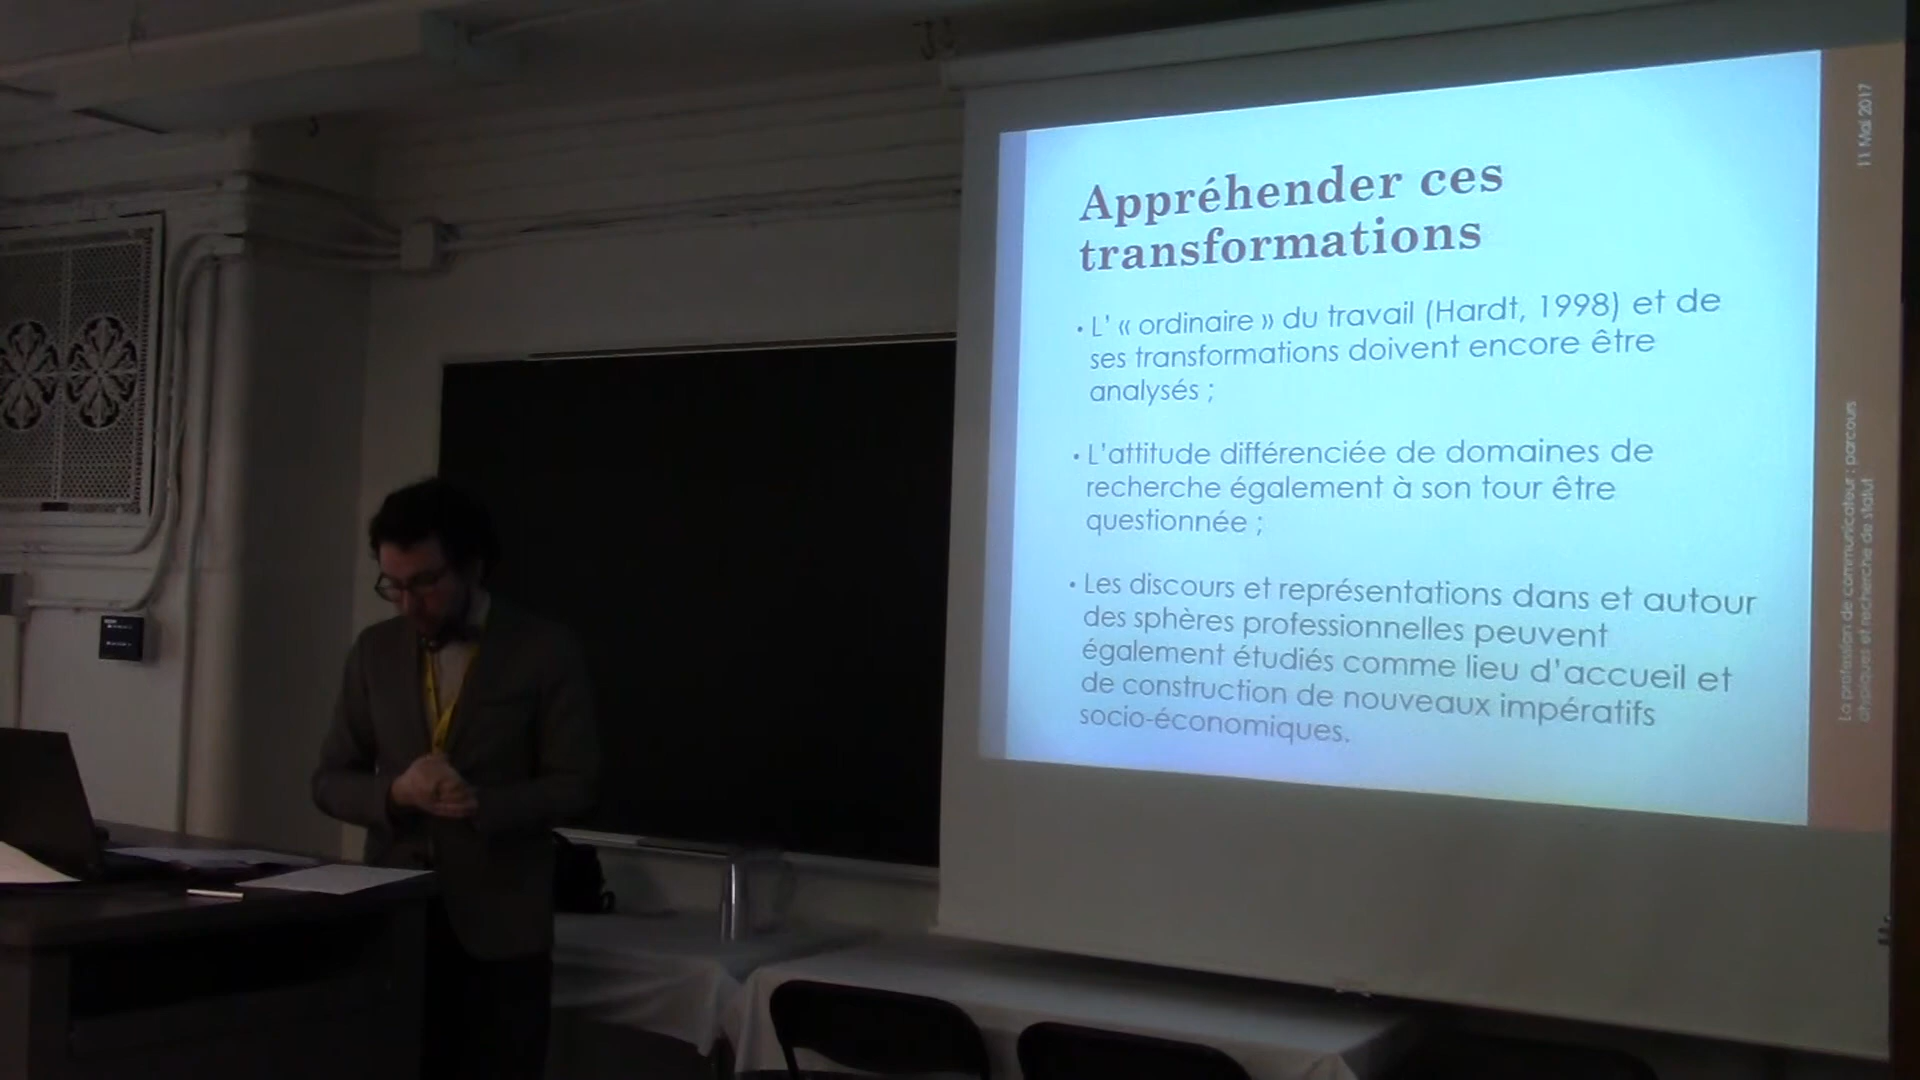 Appréhender ces
transformations
• L' « ordinaire » du travail (Hardt, 1998) et de
ses transformations doivent encore être
analysés ;
• L'attitude différenciée de domaines de
recherche également à son tour être
questionnée ;
• Les discours et représentations dans et autour
des sphères professionnelles peuvent
également étudiés comme lieu d'accueil et
de construction de nouveaux impératifs
socio-économiques.
11 Mai 2017
La profession de communicateur : parcours
atypiques et recherche de statut